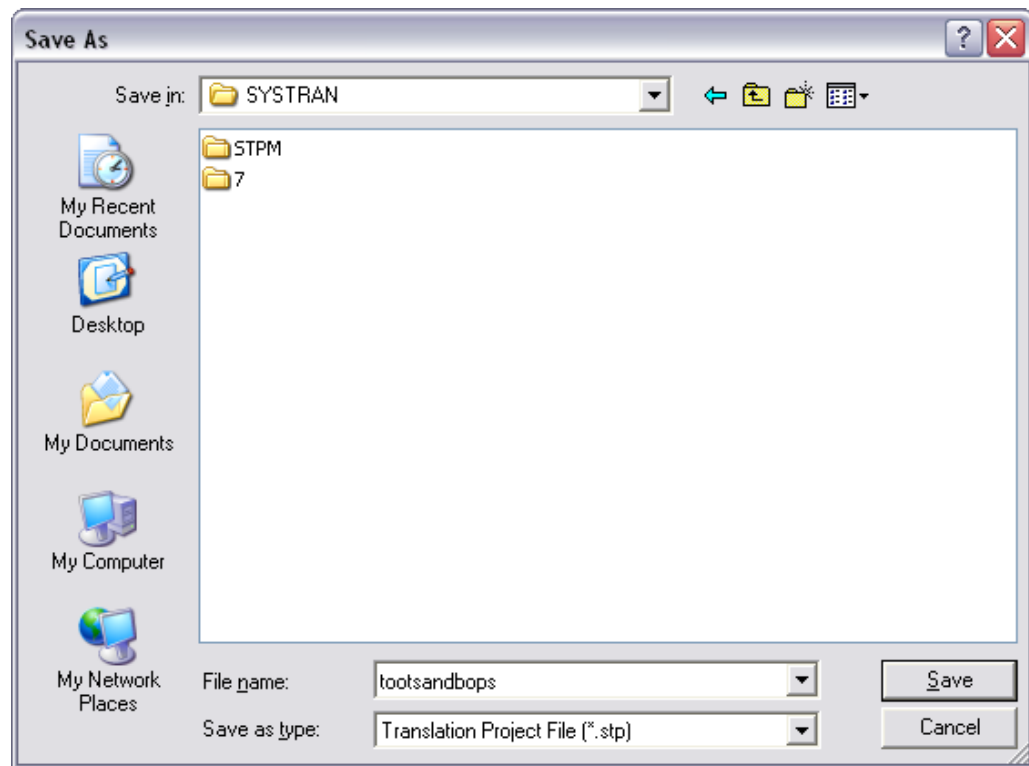 Save As
Save in:
SYSTRAN
STPM
7
My Recent
Documents
Desktop
My Documents
My Computer
My Network
Places
File name:
tootsandbops
Save
Save as type:
Translation Project File (*.stp)
Cancel